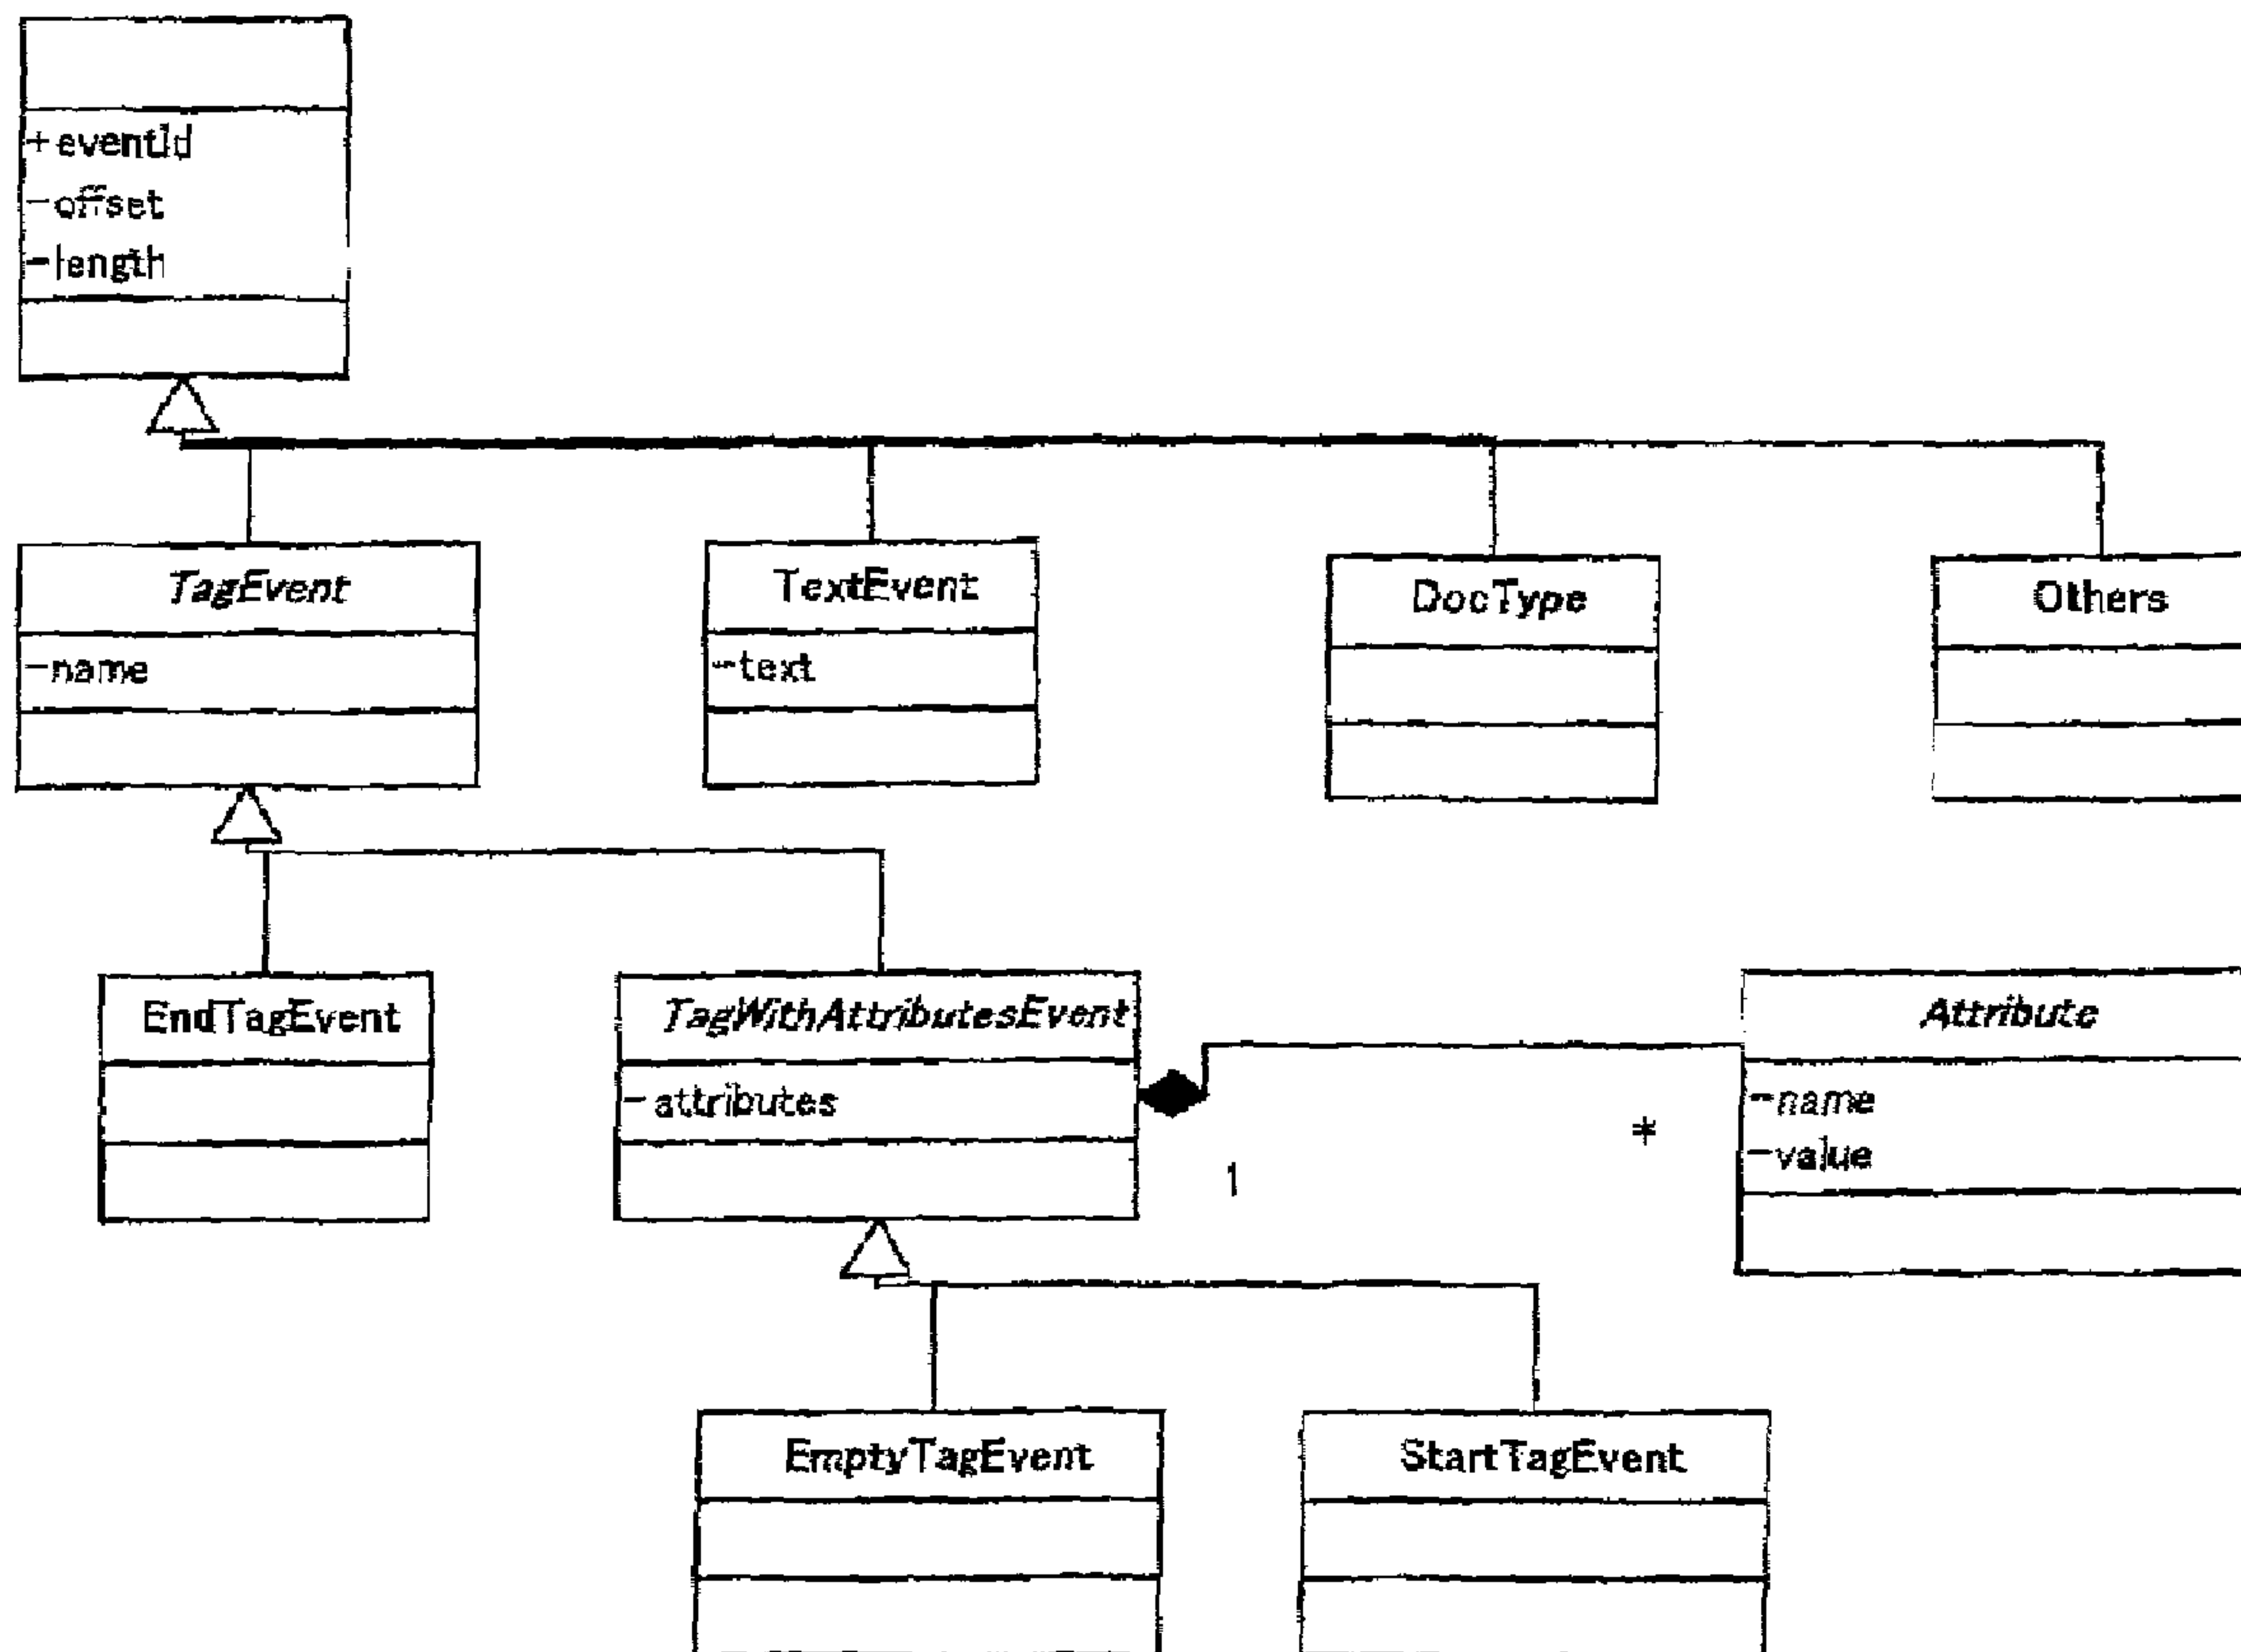 +eventId
-offset
-length
TagEvent
-name
TextEvent
-text
DocType
Others
EndTagEvent
TagWithAttributesEvent
-attributes
1
*
Attribute
-name
-value
EmptyTagEvent
StartTagEvent